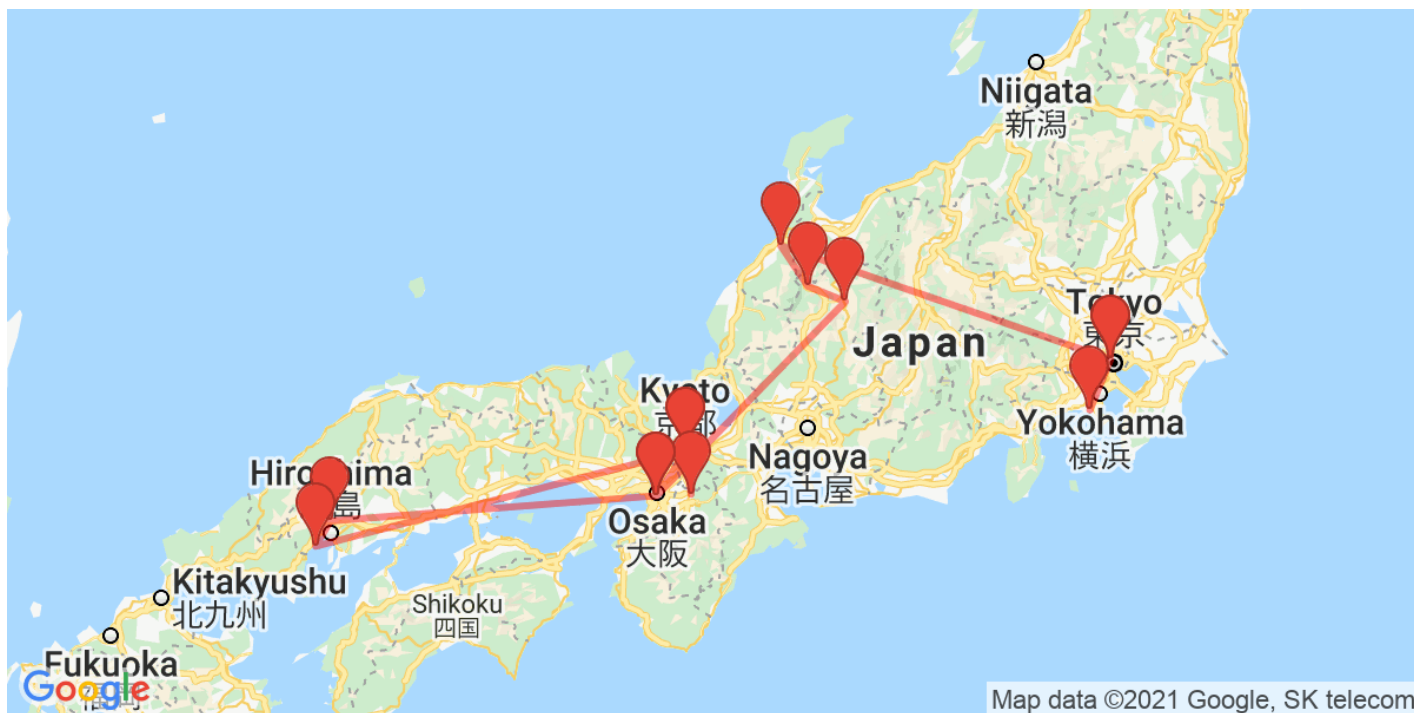 Niigata
新潟
Tokyo
東京
Japan
Yokohama
横浜
Kyoto
京都
Nagoya
名古屋
Osaka
大阪
Hiroshima
島
Kitakyushu
北九州
Shikoku
四国
Fukuoka
Google
Map data ©2021 Google, SK telecom